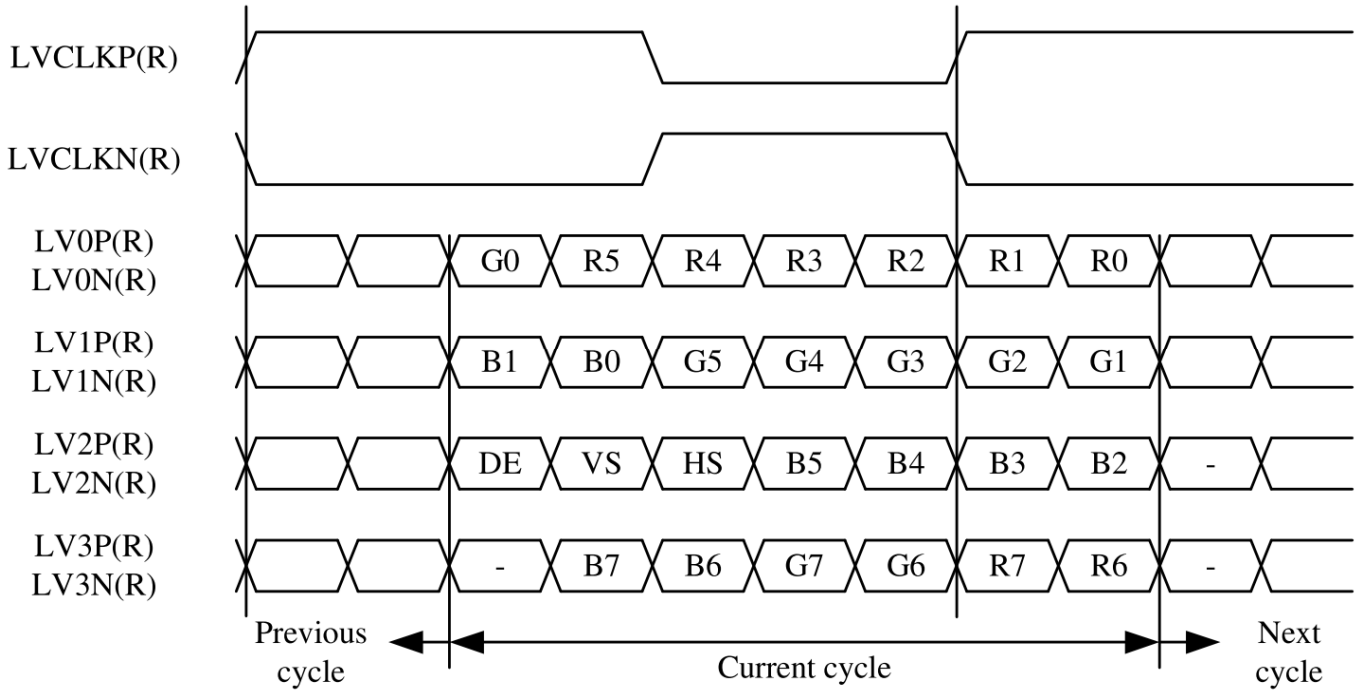 LVCLKP(R)
LVCLKN(R)
LV0P(R)
LV0N(R)
G0 R5 R4 R3 R2 R1 R0
LV1P(R)
LV1N(R)
B1 B0 G5 G4 G3 G2 G1
LV2P(R)
LV2N(R)
DE VS HS B5 B4 B3 B2 -
LV3P(R)
LV3N(R)
- B7 B6 G7 G6 R7 R6 -
Previous
cycle
Current cycle
Next
cycle